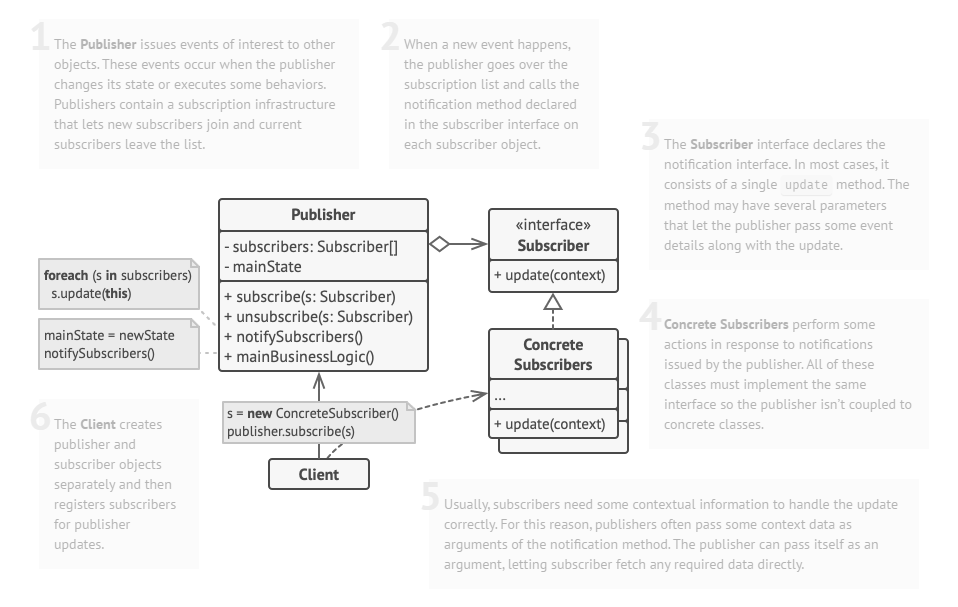 1
The Publisher issues events of interest to other
objects. These events occur when the publisher
changes its state or executes some behaviors.
Publishers contain a subscription infrastructure
that lets new subscribers join and current
subscribers leave the list.
2
When a new event happens,
the publisher goes over the
subscription list and calls the
notification method declared
in the subscriber interface on
each subscriber object.
3
The Subscriber interface declares the
notification interface. In most cases, it
consists of a single update method. The
method may have several parameters
that let the publisher pass some event
details along with the update.
Publisher
- subscribers: Subscriber[]
- mainState
+ subscribe(s: Subscriber)
+ unsubscribe(s: Subscriber)
+ notifySubscribers()
+ mainBusinessLogic()
«interface»
Subscriber
+ update(context)
foreach (s in subscribers)
s.update(this)
mainState = newState
notifySubscribers()
4
Concrete Subscribers perform some
actions in response to notifications
issued by the publisher. All of these
classes must implement the same
interface so the publisher isn't coupled to
concrete classes.
Concrete
Subscribers
...
+ update(context)
s = new ConcreteSubscriber()
publisher.subscribe(s)
Client
6
The Client creates
publisher and
subscriber objects
separately and then
registers subscribers
for publisher
updates.
5
Usually, subscribers need some contextual information to handle the update
correctly. For this reason, publishers often pass some context data as
arguments of the notification method. The publisher can pass itself as an
argument, letting subscriber fetch any required data directly.